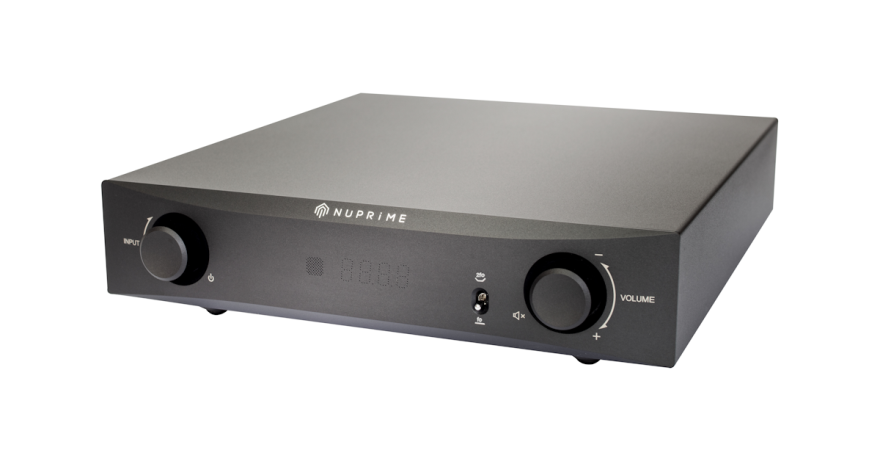 NUPRiME
INPUT
VOLUME
−
+